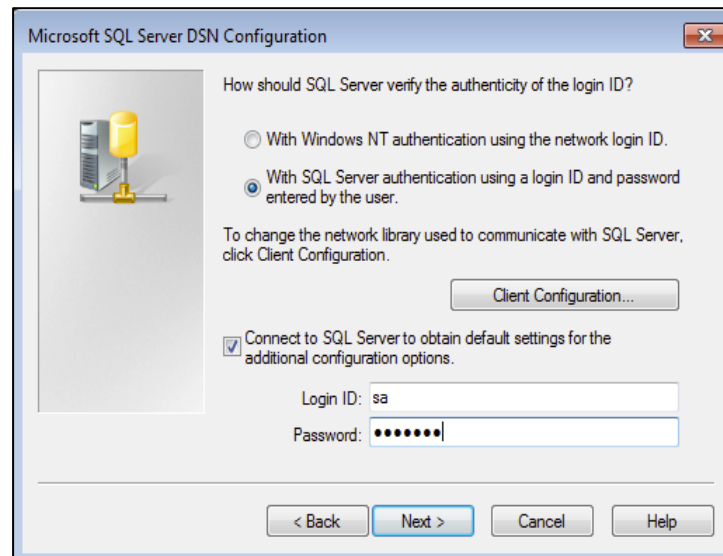 Microsoft SQL Server DSN Configuration
How should SQL Server verify the authenticity of the login ID?
With Windows NT authentication using the network login ID.
With SQL Server authentication using a login ID and password
entered by the user.
To change the network library used to communicate with SQL Server,
click Client Configuration.
Client Configuration...
Connect to SQL Server to obtain default settings for the
additional configuration options.
Login ID: sa
Password: •••••••
< Back Next > Cancel Help